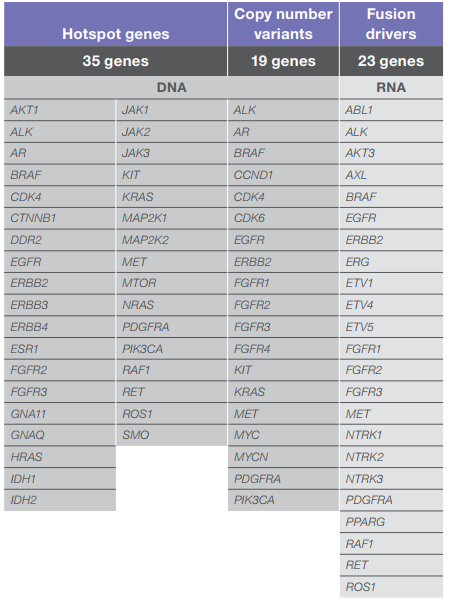 Hotspot genes Copy number variants Fusion drivers
35 genes 19 genes 23 genes
DNA RNA
AKT1 JAK1 ALK ABL1
ALK JAK2 AR ALK
AR JAK3 BRAF AKT3
BRAF KIT CCND1 AXL
CDK4 KRAS CDK4 BRAF
CTNNB1 MAP2K1 CDK6 EGFR
DDR2 MAP2K2 EGFR ERBB2
EGFR MET ERBB2 ERG
ERBB2 MTOR FGFR1 ETV1
ERBB3 NRAS FGFR2 ETV4
ERBB4 PDGFRA FGFR3 ETV5
ESR1 PIK3CA FGFR4 FGFR1
FGFR2 RAF1 KIT FGFR2
FGFR3 RET KRAS FGFR3
GNA11 ROS1 MET MET
GNAQ SMO MYC NTRK1
HRAS MYCN NTRK2
IDH1 PDGFRA NTRK3
IDH2 PIK3CA PDGFRA
PPARG
RAF1
RET
ROS1